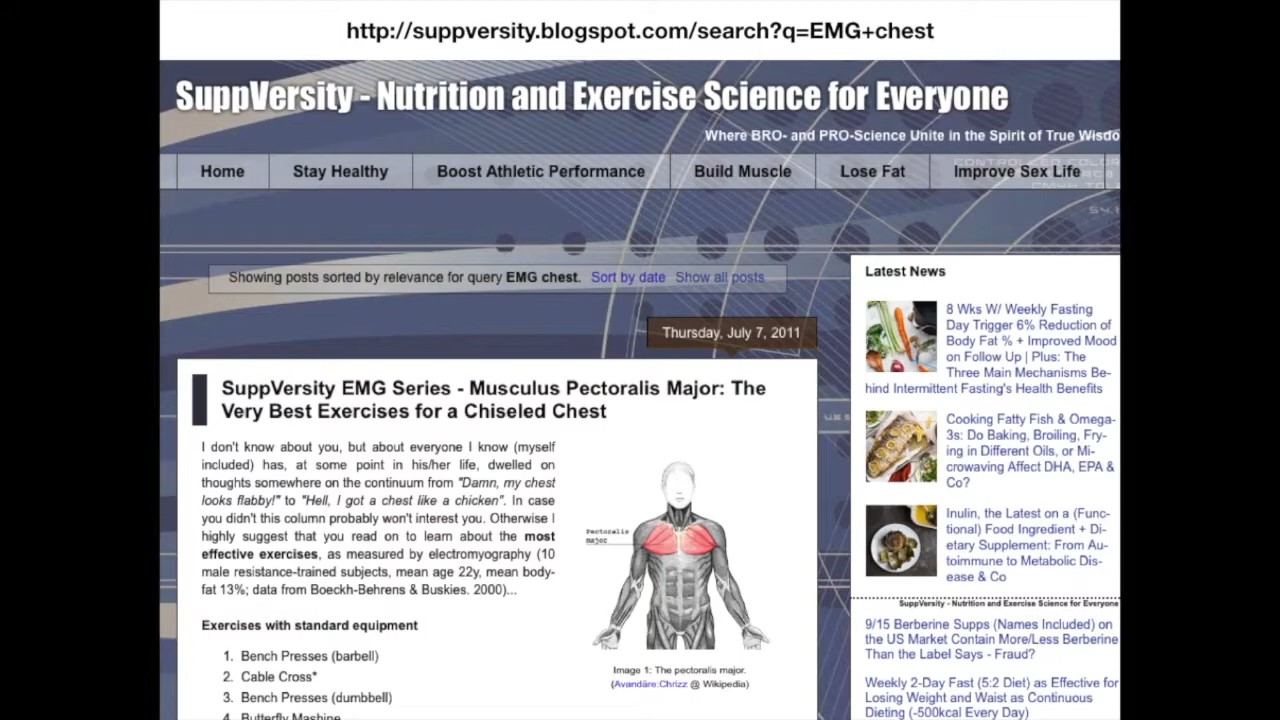 http://suppversity.blogspot.com/search?q=EMG+chest
SuppVersity - Nutrition and Exercise Science for Everyone
Where BRO- and PRO-Science Unite in the Spirit of True Wisdo
Home
Stay Healthy
Boost Athletic Performance
Build Muscle
Lose Fat
Improve Sex Life
Showing posts sorted by relevance for query EMG chest. Sort by date Show all posts
Thursday, July 7, 2011
SuppVersity EMG Series - Musculus Pectoralis Major: The
Very Best Exercises for a Chiseled Chest
I don't know about you, but about everyone I know (myself
included) has, at some point in his/her life, dwelled on
thoughts somewhere on the continuum from "Damn, my chest
looks flabby!" to "Hell, I got a chest like a chicken". In case
you didn't this column probably won't interest you. Otherwise I
highly suggest that you read on to learn about the most
effective exercises, as measured by electromyography (10
male resistance-trained subjects, mean age 22y, mean body-
fat 13%; data from Boeckh-Behrens & Buskies. 2000)...
Pectoralis
major
Image 1: The pectoralis major.
(Avandäre:Chrizz @ Wikipedia)
Exercises with standard equipment
1. Bench Presses (barbell)
2. Cable Cross*
3. Bench Presses (dumbbell)
4. Butterfly Mashine
Latest News
8 Wks W/ Weekly Fasting
Day Trigger 6% Reduction of
Body Fat % + Improved Mood
on Follow Up | Plus: The
Three Main Mechanisms Be-
hind Intermittent Fasting's Health Benefits
Cooking Fatty Fish & Omega-
3s: Do Baking, Broiling, Fry-
ing in Different Oils, or Mi-
crowaving Affect DHA, EPA &
Co?
Inulin, the Latest on a (Func-
tional) Food Ingredient + Di-
etary Supplement: From Au-
toimmune to Metabolic Dis-
ease & Co
SuppVersity - Nutrition and Exercise Science for Everyone
9/15 Berberine Supps (Names Included) on
the US Market Contain More/Less Berberine
Than the Label Says - Fraud?
Weekly 2-Day Fast (5:2 Diet) as Effective for
Losing Weight and Waist as Continuous
Dieting (-500kcal Every Day)